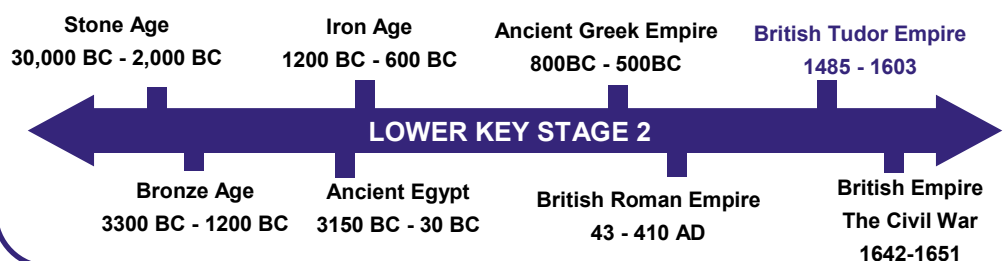 Stone Age
30,000 BC - 2,000 BC
Iron Age
1200 BC - 600 BC
Ancient Greek Empire
800BC - 500BC
British Tudor Empire
1485 - 1603
LOWER KEY STAGE 2
Bronze Age
3300 BC - 1200 BC
Ancient Egypt
3150 BC - 30 BC
British Roman Empire
43 - 410 AD
British Empire
The Civil War
1642-1651